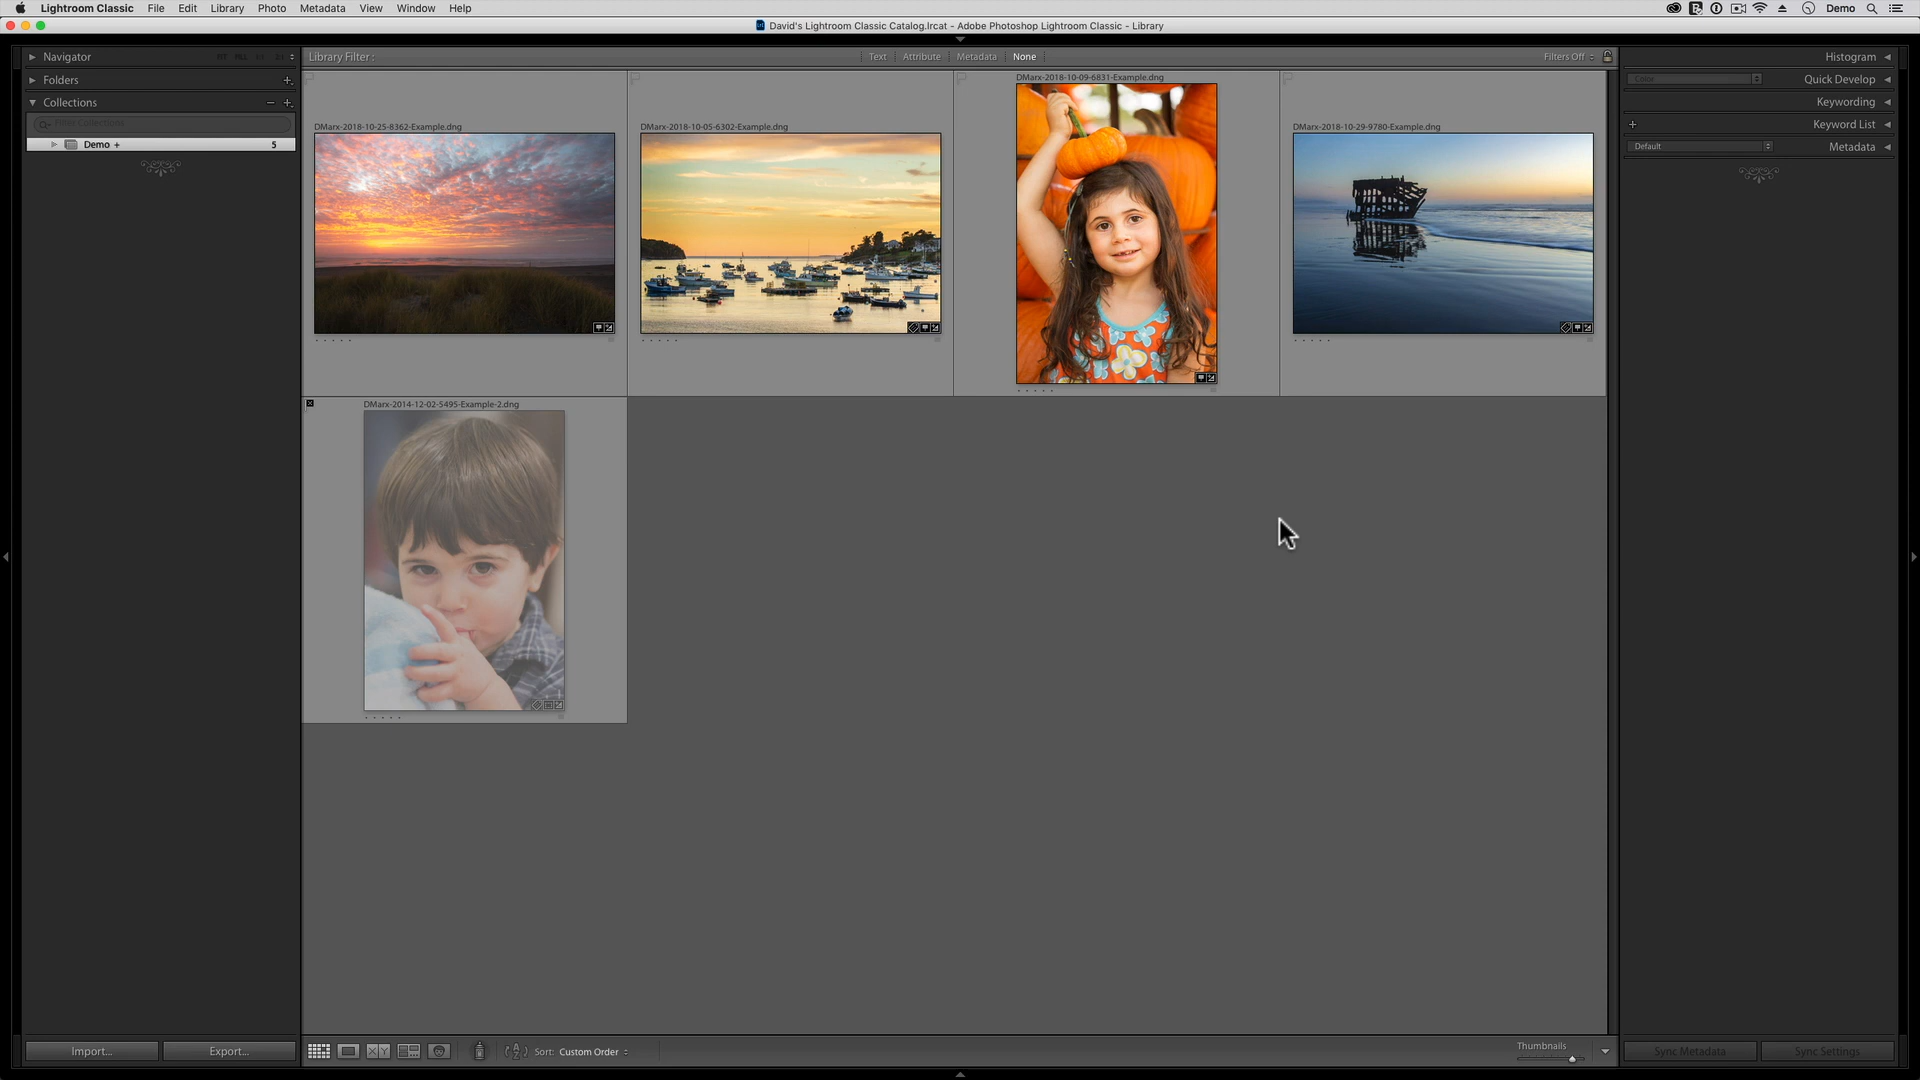 Lightroom Classic File Edit Library Photo Metadata View Window Help Demo
David's Lightroom Classic Catalog.lrcat - Adobe Photoshop Lightroom Classic - Library
Navigator
Library Filter :
Text Attribute Metadata None
Filters Off
Histogram
Folders
Color
Quick Develop
Collections
Keywording
Filter Collections
Keyword List
Demo + 5
Default
Metadata
DMarx-2018-10-25-8362-Example.dng
DMarx-2018-10-05-6302-Example.dng
DMarx-2018-10-09-6831-Example.dng
DMarx-2018-10-29-9780-Example.dng
DMarx-2014-12-02-5495-Example-2.dng
Import...
Export...
XY
Sort: Custom Order
Thumbnails
Sync Metadata
Sync Settings